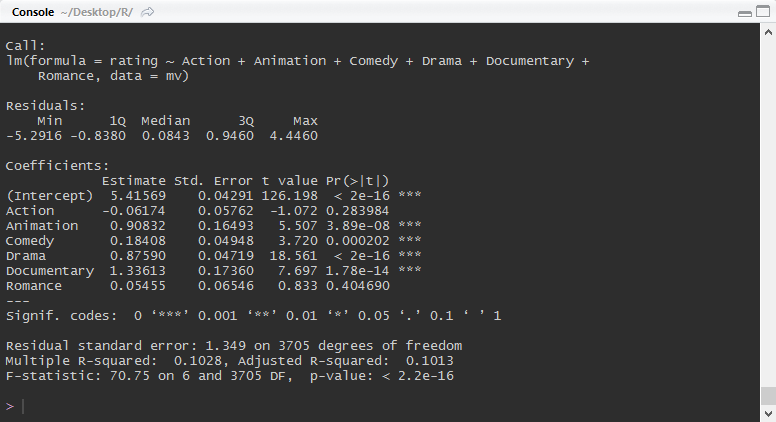 Console ~/Desktop/R/
Call:
lm(formula = rating ~ Action + Animation + Comedy + Drama + Documentary +
    Romance, data = mv)
Residuals:
    Min      1Q  Median      3Q     Max
-5.2916 -0.8380  0.0843  0.9460  4.4460
Coefficients:
            Estimate Std. Error t value Pr(>|t|)
(Intercept)  5.41569    0.04291 126.198  < 2e-16 ***
Action      -0.06174    0.05762  -1.072 0.283984
Animation    0.90832    0.16493   5.507 3.89e-08 ***
Comedy       0.18408    0.04948   3.720 0.000202 ***
Drama        0.87590    0.04719  18.561  < 2e-16 ***
Documentary  1.33613    0.17360   7.697 1.78e-14 ***
Romance      0.05455    0.06546   0.833 0.404690
---
Signif. codes:  0 ‘***’ 0.001 ‘**’ 0.01 ‘*’ 0.05 ‘.’ 0.1 ‘ ’ 1
Residual standard error: 1.349 on 3705 degrees of freedom
Multiple R-squared:  0.1028, Adjusted R-squared:  0.1013
F-statistic: 70.75 on 6 and 3705 DF,  p-value: < 2.2e-16
>